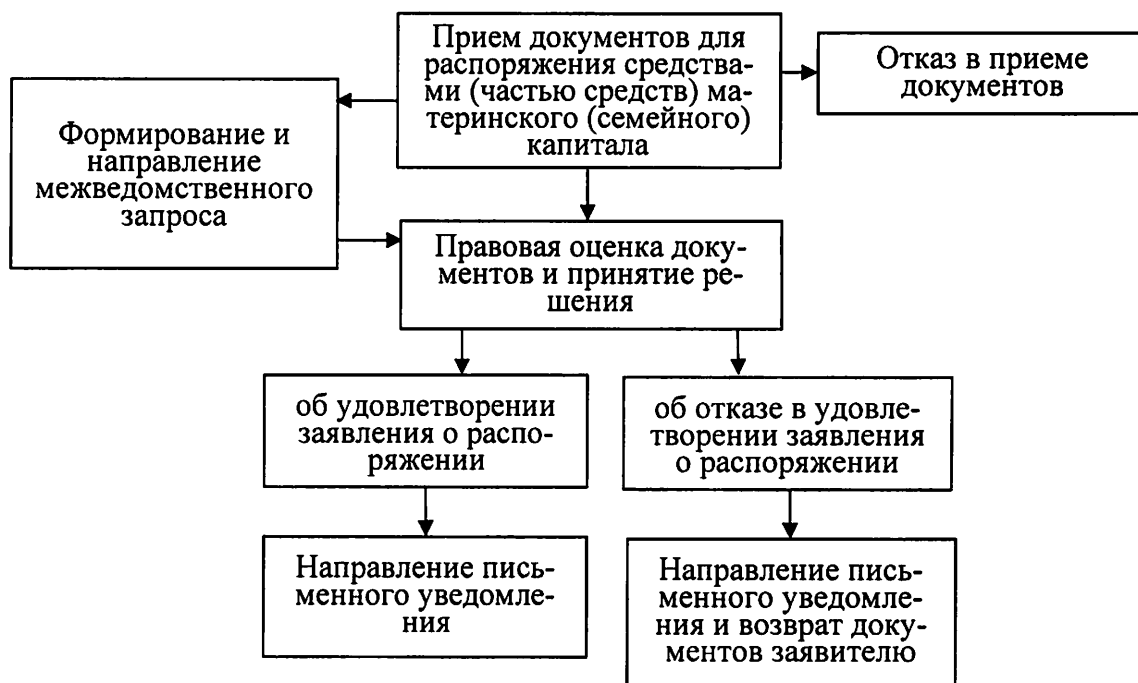 Прием документов для
распоряжения средства-
ми (частью средств) ма-
теринского (семейного)
капитала
Отказ в приеме
документов
Формирование и
направление
межведомственного
запроса
Правовая оценка доку-
ментов и принятие ре-
шения
об удовлетворении
заявления о распо-
ряжении
об отказе в удовле-
творении заявления
о распоряжении
Направление пись-
менного уведомле-
ния
Направление пись-
менного уведомле-
ния и возврат доку-
ментов заявителю